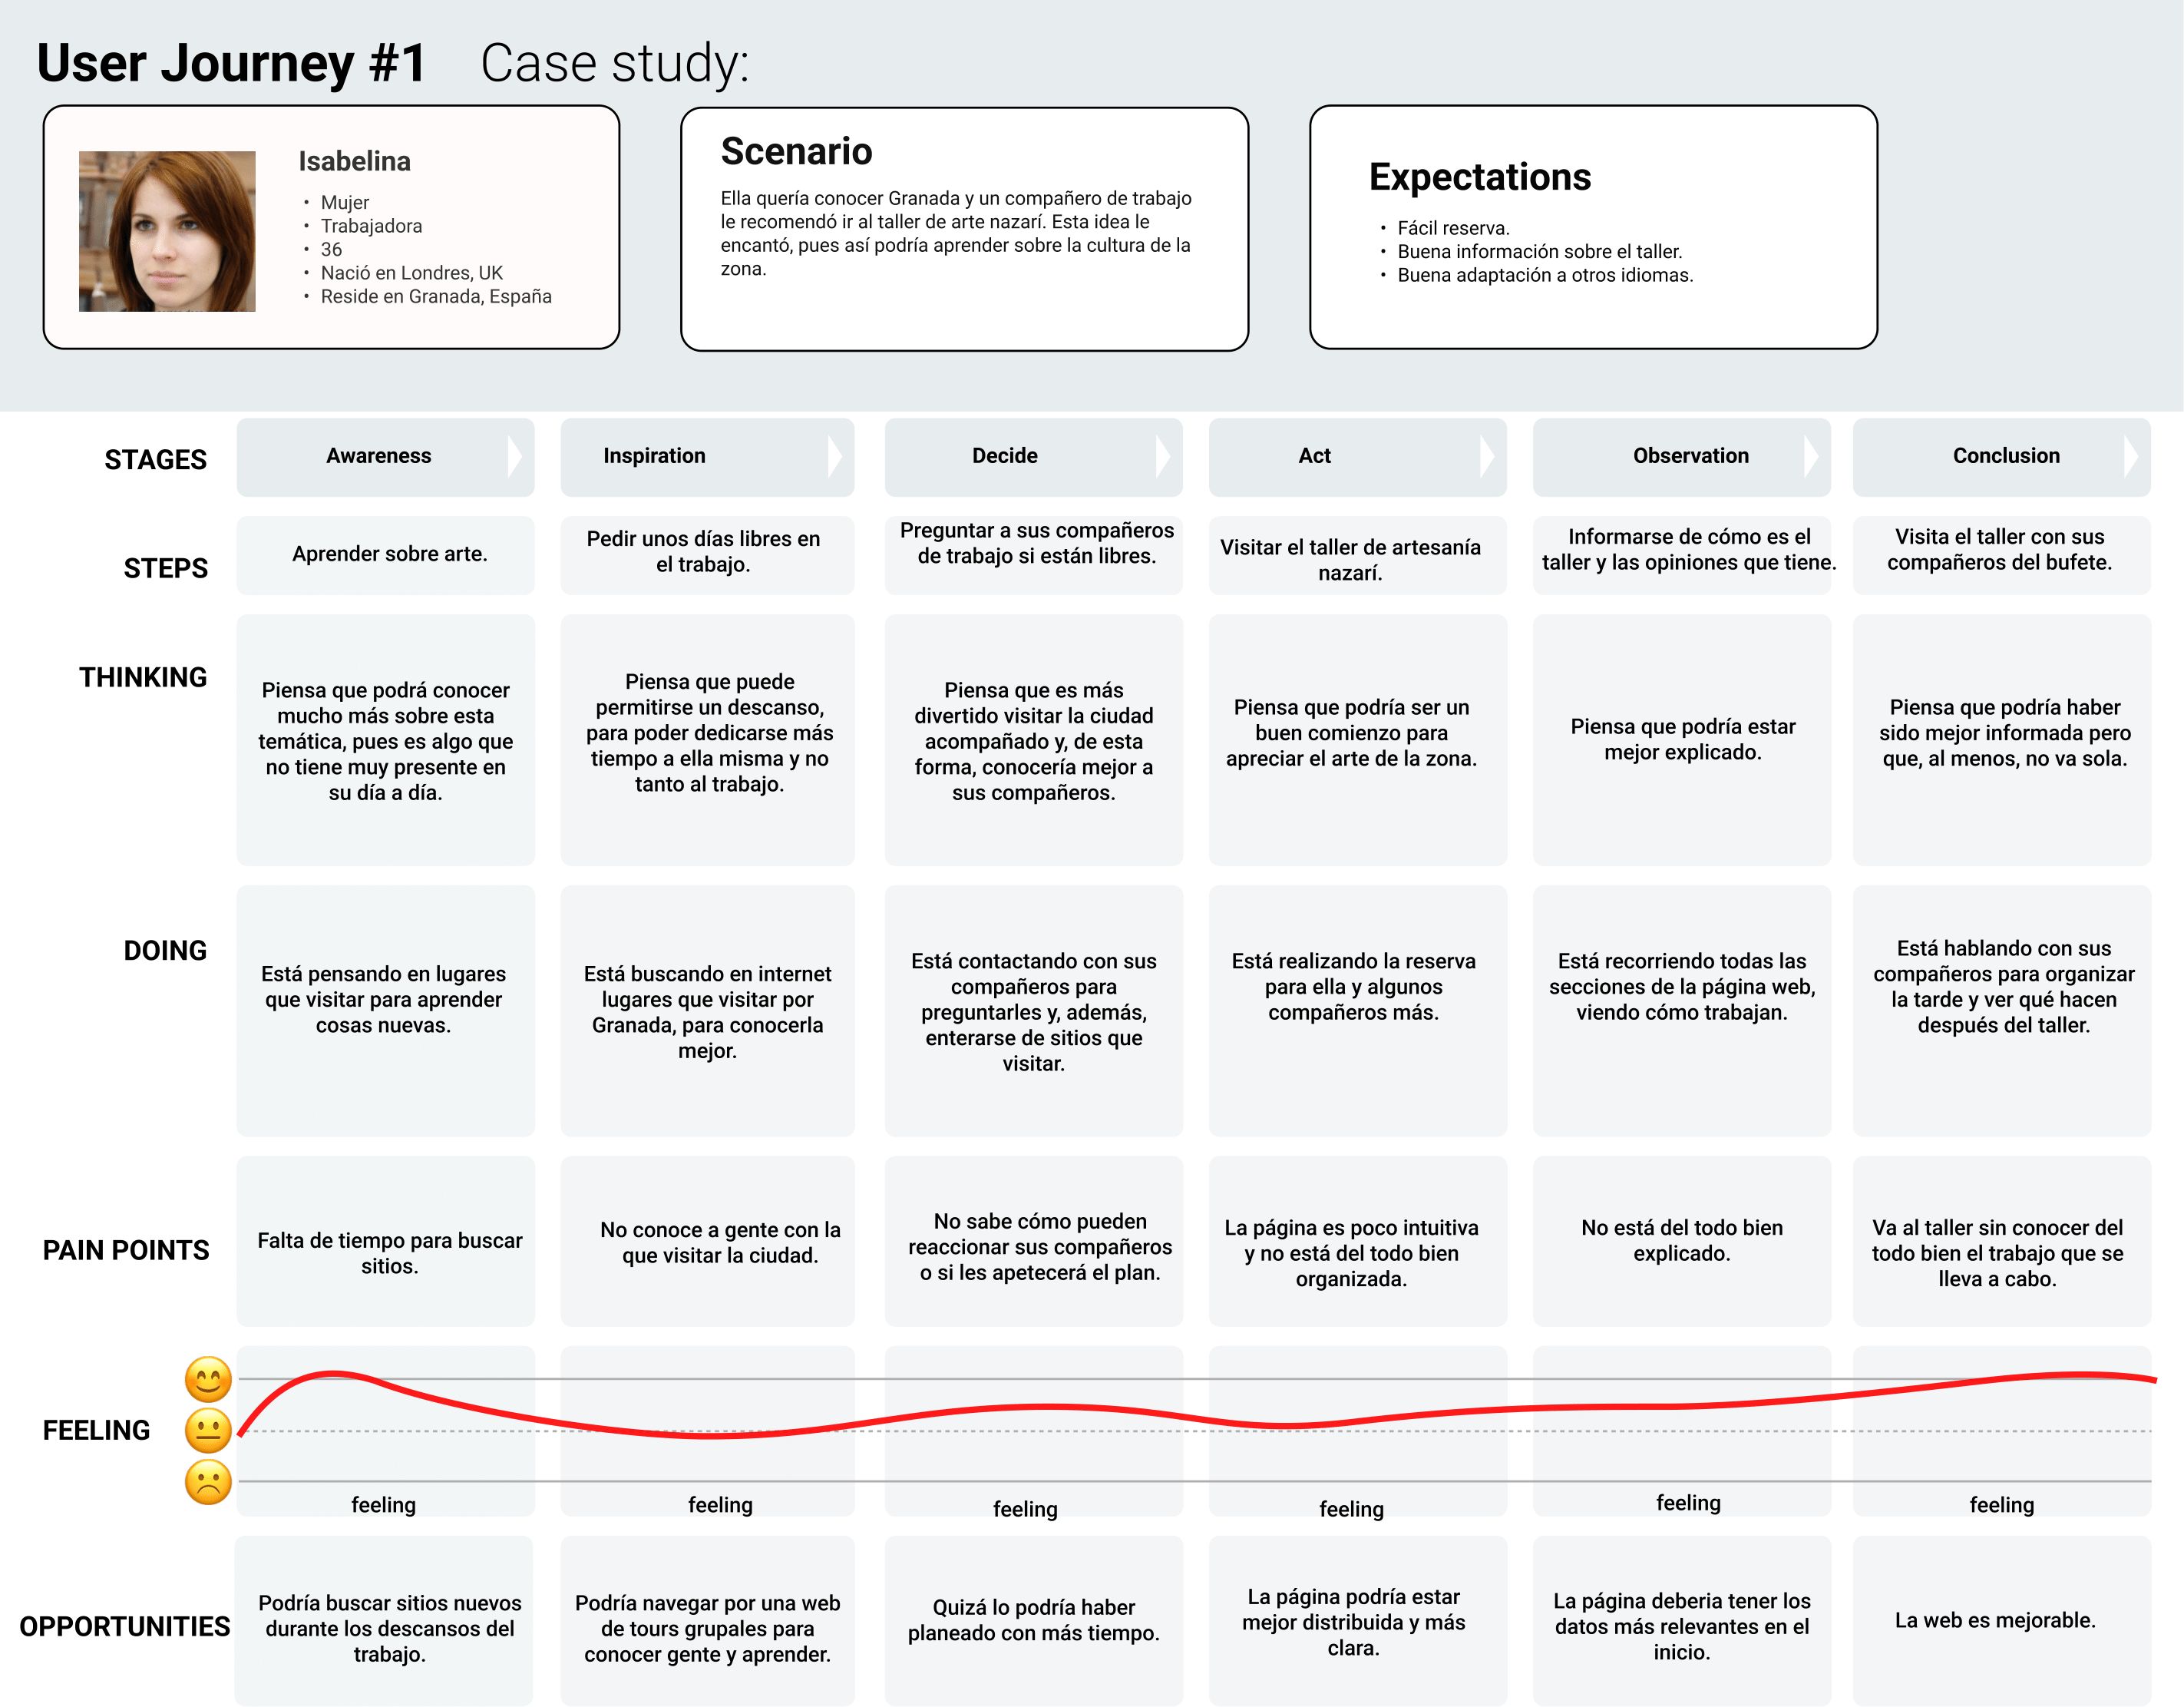 User Journey #1 Case study:
Isabelina
• Mujer
• Trabajadora
• 36
• Nació en Londres, UK
• Reside en Granada, España
Scenario
Ella quería conocer Granada y un compañero de trabajo
le recomendó ir al taller de arte nazarí. Esta idea le
encantó, pues así podría aprender sobre la cultura de la
zona.
Expectations
• Fácil reserva.
• Buena información sobre el taller.
• Buena adaptación a otros idiomas.
STAGES
Awareness
Inspiration
Decide
Act
Observation
Conclusion
STEPS
Aprender sobre arte.
Pedir unos días libres en
el trabajo.
Preguntar a sus compañeros
de trabajo si están libres.
Visitar el taller de artesanía
nazarí.
Informarse de cómo es el
taller y las opiniones que tiene.
Visita el taller con sus
compañeros del bufete.
THINKING
Piensa que podrá conocer
mucho más sobre esta
temática, pues es algo que
no tiene muy presente en
su día a día.
Piensa que puede
permitirse un descanso,
para poder dedicarse más
tiempo a ella misma y no
tanto al trabajo.
Piensa que es más
divertido visitar la ciudad
acompañado y, de esta
forma, conocería mejor a
sus compañeros.
Piensa que podría ser un
buen comienzo para
apreciar el arte de la zona.
Piensa que podría estar
mejor explicado.
Piensa que podría haber
sido mejor informada pero
que, al menos, no va sola.
DOING
Está pensando en lugares
que visitar para aprender
cosas nuevas.
Está buscando en internet
lugares que visitar por
Granada, para conocerla
mejor.
Está contactando con sus
compañeros para
preguntarles y, además,
enterarse de sitios que
visitar.
Está realizando la reserva
para ella y algunos
compañeros más.
Está recorriendo todas las
secciones de la página web,
viendo cómo trabajan.
Está hablando con sus
compañeros para organizar
la tarde y ver qué hacen
después del taller.
PAIN POINTS
Falta de tiempo para buscar
sitios.
No conoce a gente con la
que visitar la ciudad.
No sabe cómo pueden
reaccionar sus compañeros
o si les apetecerá el plan.
La página es poco intuitiva
y no está del todo bien
organizada.
No está del todo bien
explicado.
Va al taller sin conocer del
todo bien el trabajo que se
lleva a cabo.
FEELING
feeling
feeling
feeling
feeling
feeling
feeling
OPPORTUNITIES
Podría buscar sitios nuevos
durante los descansos del
trabajo.
Podría navegar por una web
de tours grupales para
conocer gente y aprender.
Quizá lo podría haber
planeado con más tiempo.
La página podría estar
mejor distribuida y más
clara.
La página deberia tener los
datos más relevantes en el
inicio.
La web es mejorable.